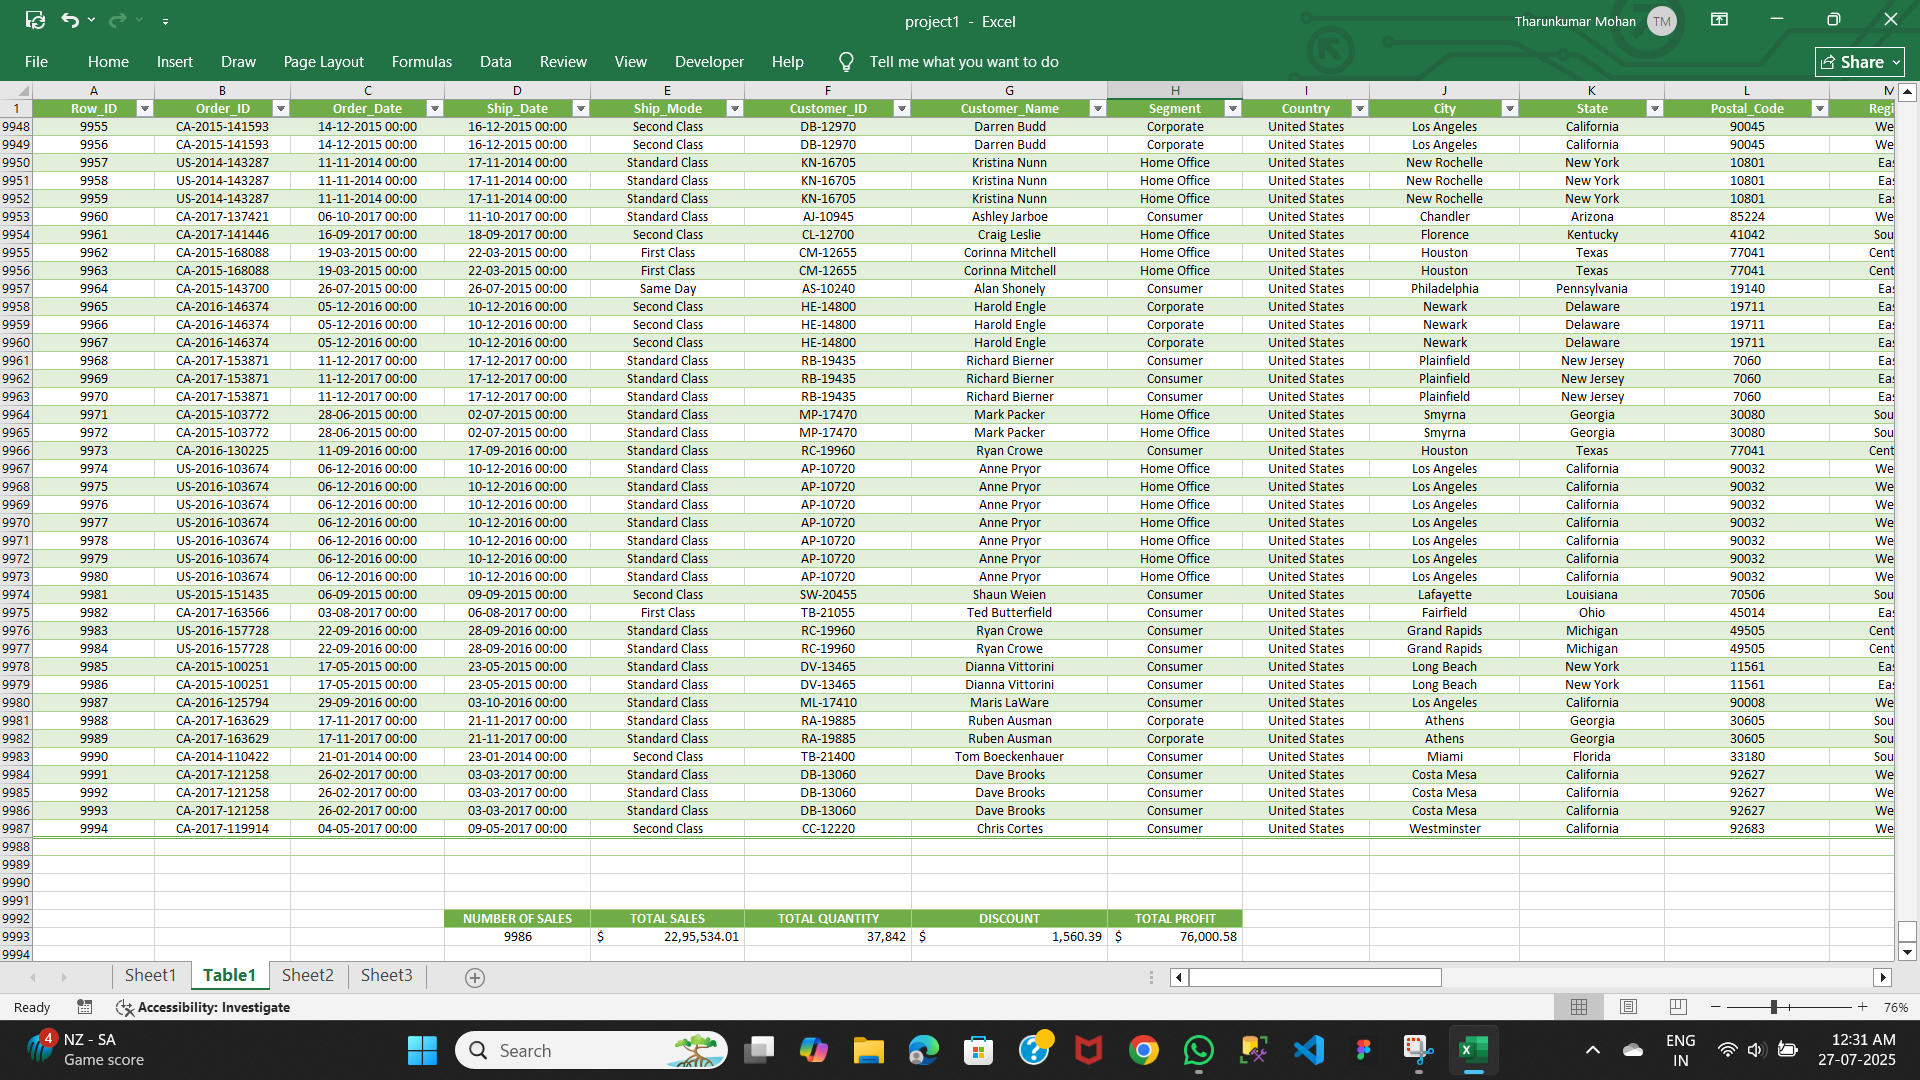 project1 - Excel
Tharunkumar Mohan TM
File Home Insert Draw Page Layout Formulas Data Review View Developer Help Tell me what you want to do Share
A B C D E F G H I J K L M
1 Row_ID Order_ID Order_Date Ship_Date Ship_Mode Customer_ID Customer_Name Segment Country City State Postal_Code Regi
9948 9955 CA-2015-141593 14-12-2015 00:00 16-12-2015 00:00 Second Class DB-12970 Darren Budd Corporate United States Los Angeles California 90045 We
9949 9956 CA-2015-141593 14-12-2015 00:00 16-12-2015 00:00 Second Class DB-12970 Darren Budd Corporate United States Los Angeles California 90045 We
9950 9957 US-2014-143287 11-11-2014 00:00 17-11-2014 00:00 Standard Class KN-16705 Kristina Nunn Home Office United States New Rochelle New York 10801 Eas
9951 9958 US-2014-143287 11-11-2014 00:00 17-11-2014 00:00 Standard Class KN-16705 Kristina Nunn Home Office United States New Rochelle New York 10801 Eas
9952 9959 US-2014-143287 11-11-2014 00:00 17-11-2014 00:00 Standard Class KN-16705 Kristina Nunn Home Office United States New Rochelle New York 10801 Eas
9953 9960 CA-2017-137421 06-10-2017 00:00 11-10-2017 00:00 Standard Class AJ-10945 Ashley Jarboe Consumer United States Chandler Arizona 85224 We
9954 9961 CA-2017-141446 16-09-2017 00:00 18-09-2017 00:00 Second Class CL-12700 Craig Leslie Home Office United States Florence Kentucky 41042 Sou
9955 9962 CA-2015-168088 19-03-2015 00:00 22-03-2015 00:00 First Class CM-12655 Corinna Mitchell Home Office United States Houston Texas 77041 Cent
9956 9963 CA-2015-168088 19-03-2015 00:00 22-03-2015 00:00 First Class CM-12655 Corinna Mitchell Home Office United States Houston Texas 77041 Cent
9957 9964 CA-2015-143700 26-07-2015 00:00 26-07-2015 00:00 Same Day AS-10240 Alan Shonely Consumer United States Philadelphia Pennsylvania 19140 Eas
9958 9965 CA-2016-146374 05-12-2016 00:00 10-12-2016 00:00 Second Class HE-14800 Harold Engle Corporate United States Newark Delaware 19711 Eas
9959 9966 CA-2016-146374 05-12-2016 00:00 10-12-2016 00:00 Second Class HE-14800 Harold Engle Corporate United States Newark Delaware 19711 Eas
9960 9967 CA-2016-146374 05-12-2016 00:00 10-12-2016 00:00 Second Class HE-14800 Harold Engle Corporate United States Newark Delaware 19711 Eas
9961 9968 CA-2017-153871 11-12-2017 00:00 17-12-2017 00:00 Standard Class RB-19435 Richard Bierner Consumer United States Plainfield New Jersey 7060 Eas
9962 9969 CA-2017-153871 11-12-2017 00:00 17-12-2017 00:00 Standard Class RB-19435 Richard Bierner Consumer United States Plainfield New Jersey 7060 Eas
9963 9970 CA-2017-153871 11-12-2017 00:00 17-12-2017 00:00 Standard Class RB-19435 Richard Bierner Consumer United States Plainfield New Jersey 7060 Eas
9964 9971 CA-2015-103772 28-06-2015 00:00 02-07-2015 00:00 Standard Class MP-17470 Mark Packer Home Office United States Smyrna Georgia 30080 Sou
9965 9972 CA-2015-103772 28-06-2015 00:00 02-07-2015 00:00 Standard Class MP-17470 Mark Packer Home Office United States Smyrna Georgia 30080 Sou
9966 9973 CA-2016-130225 11-09-2016 00:00 17-09-2016 00:00 Standard Class RC-19960 Ryan Crowe Consumer United States Houston Texas 77041 Cent
9967 9974 US-2016-103674 06-12-2016 00:00 10-12-2016 00:00 Standard Class AP-10720 Anne Pryor Home Office United States Los Angeles California 90032 We
9968 9975 US-2016-103674 06-12-2016 00:00 10-12-2016 00:00 Standard Class AP-10720 Anne Pryor Home Office United States Los Angeles California 90032 We
9969 9976 US-2016-103674 06-12-2016 00:00 10-12-2016 00:00 Standard Class AP-10720 Anne Pryor Home Office United States Los Angeles California 90032 We
9970 9977 US-2016-103674 06-12-2016 00:00 10-12-2016 00:00 Standard Class AP-10720 Anne Pryor Home Office United States Los Angeles California 90032 We
9971 9978 US-2016-103674 06-12-2016 00:00 10-12-2016 00:00 Standard Class AP-10720 Anne Pryor Home Office United States Los Angeles California 90032 We
9972 9979 US-2016-103674 06-12-2016 00:00 10-12-2016 00:00 Standard Class AP-10720 Anne Pryor Home Office United States Los Angeles California 90032 We
9973 9980 US-2016-103674 06-12-2016 00:00 10-12-2016 00:00 Standard Class AP-10720 Anne Pryor Home Office United States Los Angeles California 90032 We
9974 9981 US-2015-151435 06-09-2015 00:00 09-09-2015 00:00 Second Class SW-20455 Shaun Weien Consumer United States Lafayette Louisiana 70506 Sou
9975 9982 CA-2017-163566 03-08-2017 00:00 06-08-2017 00:00 First Class TB-21055 Ted Butterfield Consumer United States Fairfield Ohio 45014 Eas
9976 9983 US-2016-157728 22-09-2016 00:00 28-09-2016 00:00 Standard Class RC-19960 Ryan Crowe Consumer United States Grand Rapids Michigan 49505 Cent
9977 9984 US-2016-157728 22-09-2016 00:00 28-09-2016 00:00 Standard Class RC-19960 Ryan Crowe Consumer United States Grand Rapids Michigan 49505 Cent
9978 9985 CA-2015-100251 17-05-2015 00:00 23-05-2015 00:00 Standard Class DV-13465 Dianna Vittorini Consumer United States Long Beach New York 11561 Eas
9979 9986 CA-2015-100251 17-05-2015 00:00 23-05-2015 00:00 Standard Class DV-13465 Dianna Vittorini Consumer United States Long Beach New York 11561 Eas
9980 9987 CA-2016-125794 29-09-2016 00:00 03-10-2016 00:00 Standard Class ML-17410 Maris LaWare Consumer United States Los Angeles California 90008 We
9981 9988 CA-2017-163629 17-11-2017 00:00 21-11-2017 00:00 Standard Class RA-19885 Ruben Ausman Corporate United States Athens Georgia 30605 Sou
9982 9989 CA-2017-163629 17-11-2017 00:00 21-11-2017 00:00 Standard Class RA-19885 Ruben Ausman Corporate United States Athens Georgia 30605 Sou
9983 9990 CA-2014-110422 21-01-2014 00:00 23-01-2014 00:00 Second Class TB-21400 Tom Boeckenhauer Consumer United States Miami Florida 33180 Sou
9984 9991 CA-2017-121258 26-02-2017 00:00 03-03-2017 00:00 Standard Class DB-13060 Dave Brooks Consumer United States Costa Mesa California 92627 We
9985 9992 CA-2017-121258 26-02-2017 00:00 03-03-2017 00:00 Standard Class DB-13060 Dave Brooks Consumer United States Costa Mesa California 92627 We
9986 9993 CA-2017-121258 26-02-2017 00:00 03-03-2017 00:00 Standard Class DB-13060 Dave Brooks Consumer United States Costa Mesa California 92627 We
9987 9994 CA-2017-119914 04-05-2017 00:00 09-05-2017 00:00 Second Class CC-12220 Chris Cortes Consumer United States Westminster California 92683 We
9988
9989
9990
9991
9992 NUMBER OF SALES TOTAL SALES TOTAL QUANTITY DISCOUNT TOTAL PROFIT
9993 9986 $ 22,95,534.01 37,842 $ 1,560.39 $ 76,000.58
9994
Sheet1 Table1 Sheet2 Sheet3
Ready Accessibility: Investigate 76%
4 NZ - SA
Game score
Search
ENG
IN
12:31 AM
27-07-2025